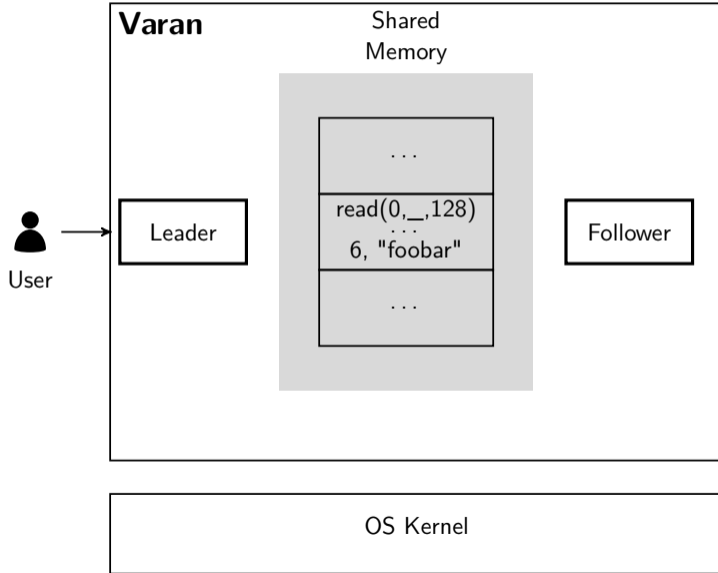 Varan
Shared
Memory
. . .
User
Leader
read(0,_,128)
. . .
6, "foobar"
Follower
. . .
OS Kernel